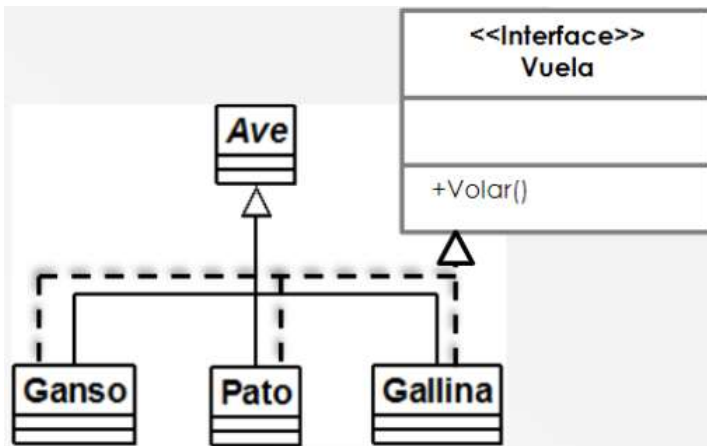 <<Interface>>
Vuela
+Volar()
Ave
Ganso
Pato
Gallina